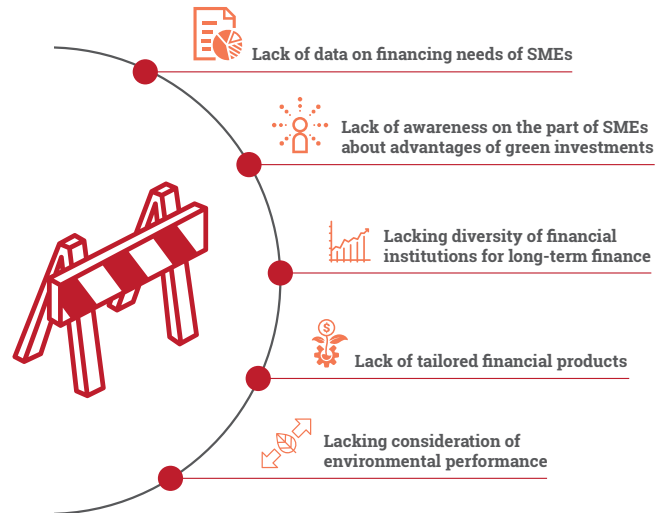 Lack of data on financing needs of SMEs
Lack of awareness on the part of SMEs
about advantages of green investments
Lacking diversity of financial
institutions for long-term finance
$
Lack of tailored financial products
Lacking consideration of
environmental performance